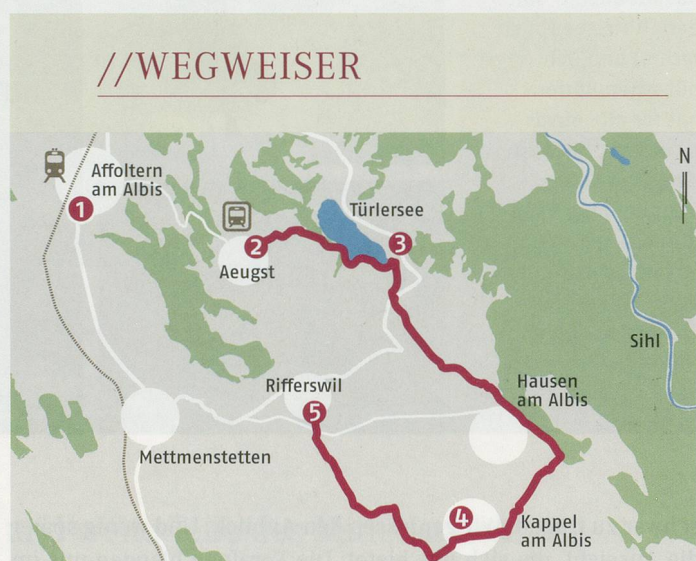 //WEGWEISER
N
Affoltern
am Albis
1
Türlersee
2
3
Aeugst
Sihl
Rifferswil
Hausen
am Albis
5
Mettmenstetten
4
Kappel
am Albis